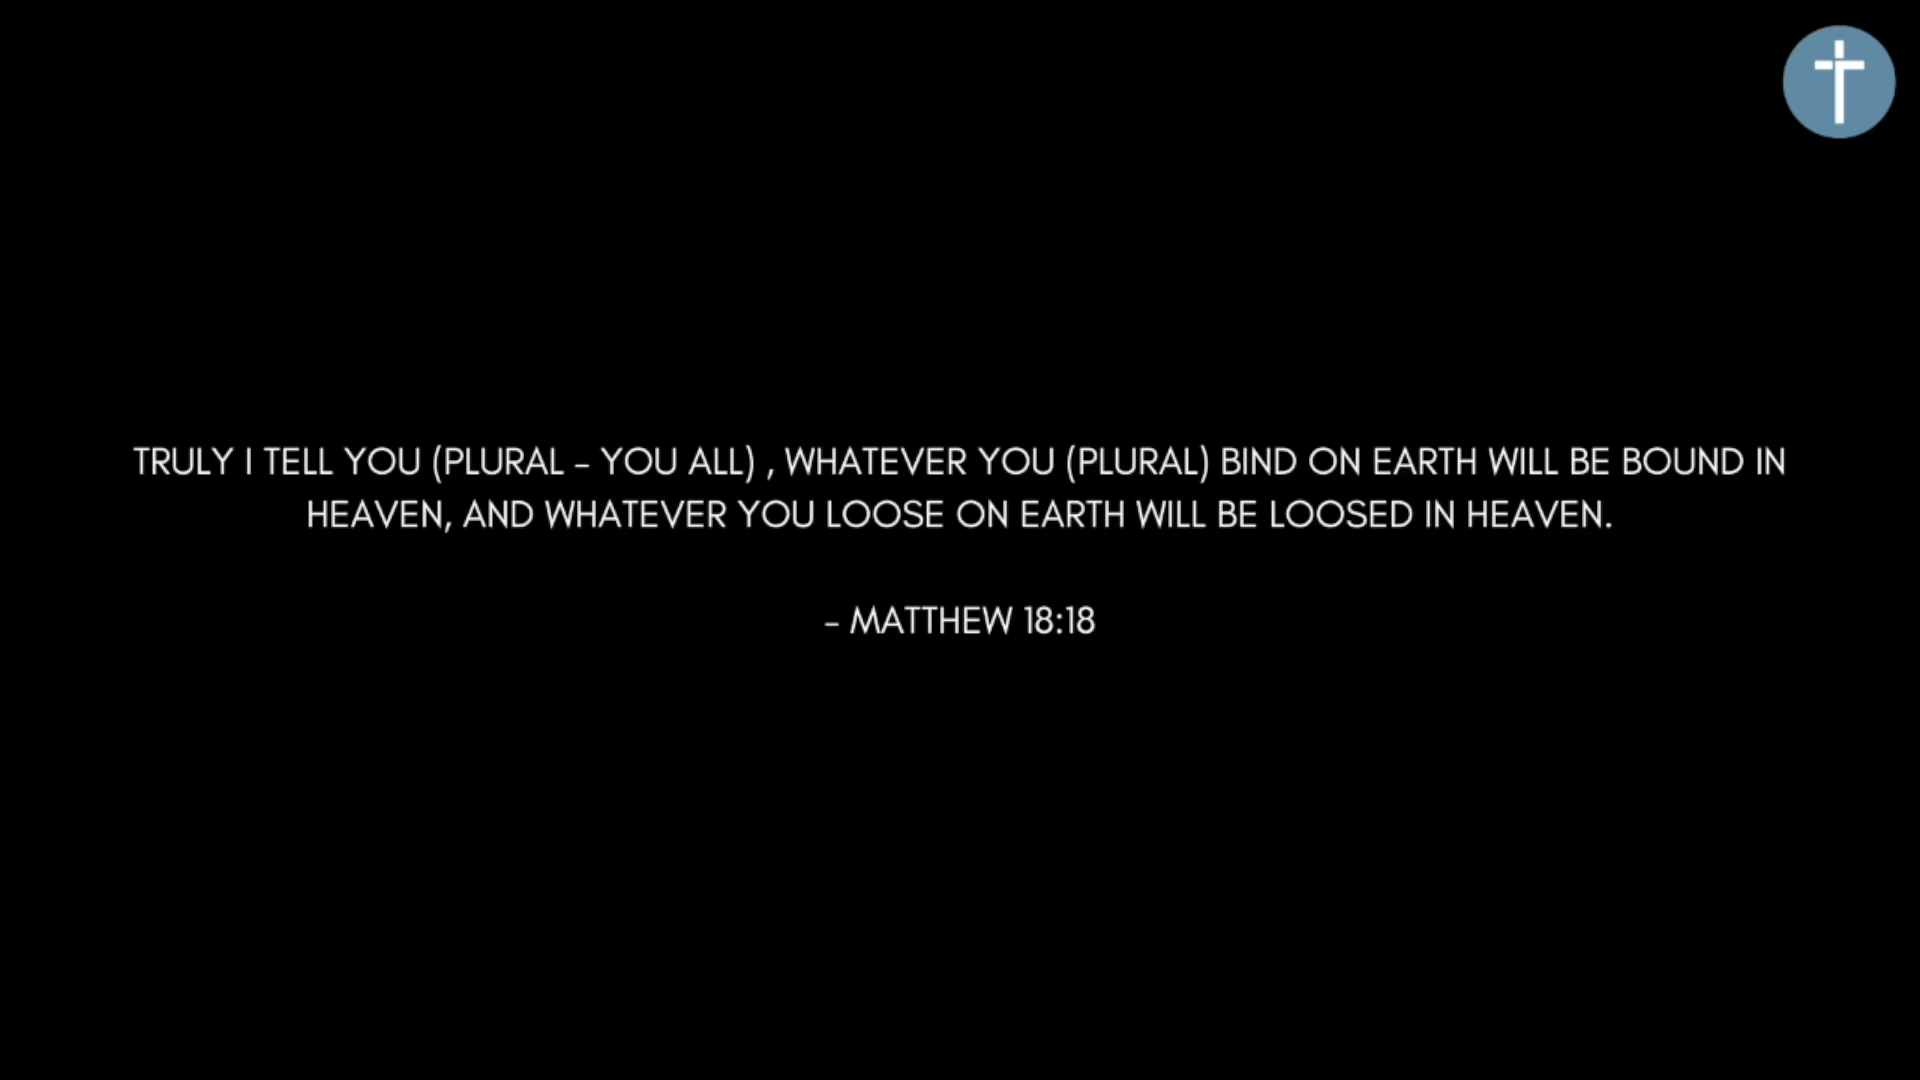 TRULY I TELL YOU (PLURAL – YOU ALL) , WHATEVER YOU (PLURAL) BIND ON EARTH WILL BE BOUND IN
HEAVEN, AND WHATEVER YOU LOOSE ON EARTH WILL BE LOOSED IN HEAVEN.
– MATTHEW 18:18